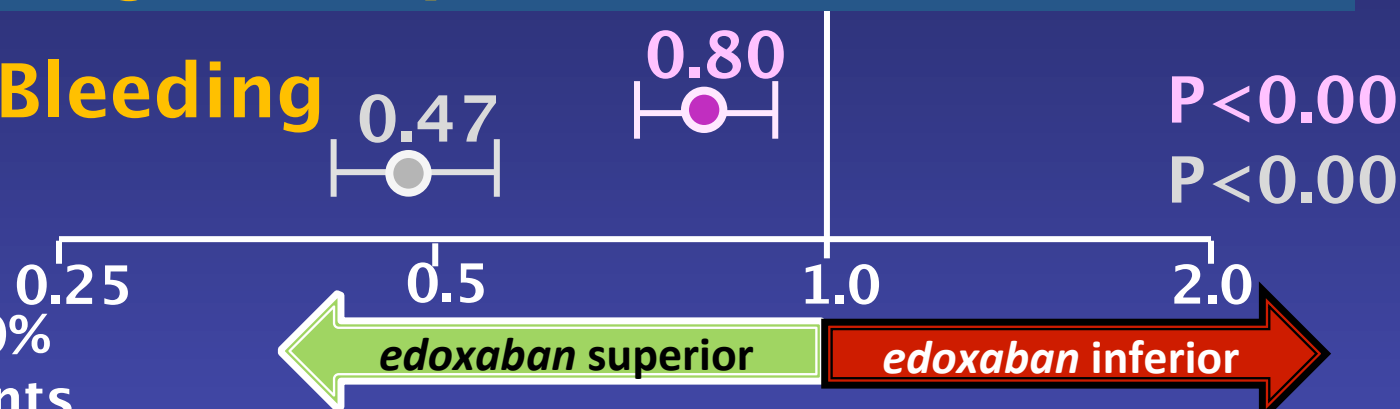 Bleeding
0.80
0.47
P<0.00
P<0.00
0.25 0.5 1.0 2.0
0%
edoxaban superior
edoxaban inferior
nts